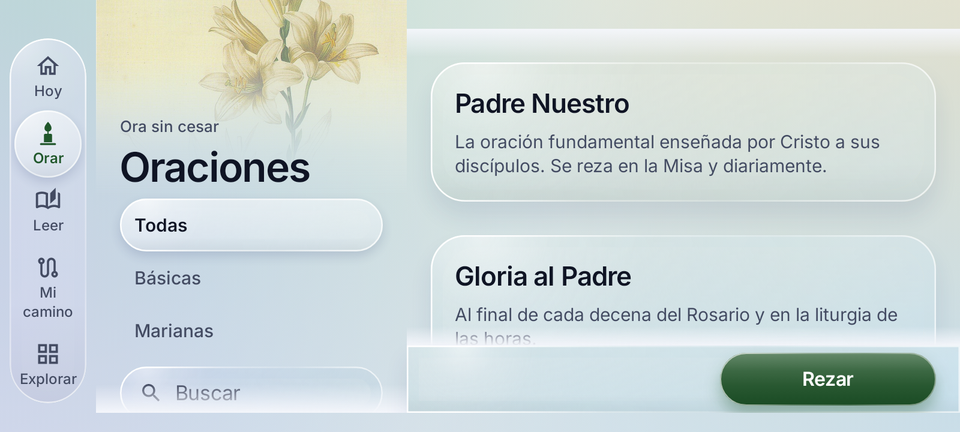 Hoy
Orar
Leer
Mi
camino
Explorar
Ora sin cesar
Oraciones
Todas
Básicas
Marianas
Buscar
Padre Nuestro
La oración fundamental enseñada por Cristo a sus
discípulos. Se reza en la Misa y diariamente.
Gloria al Padre
Al final de cada decena del Rosario y en la liturgia de
las horas.
Rezar